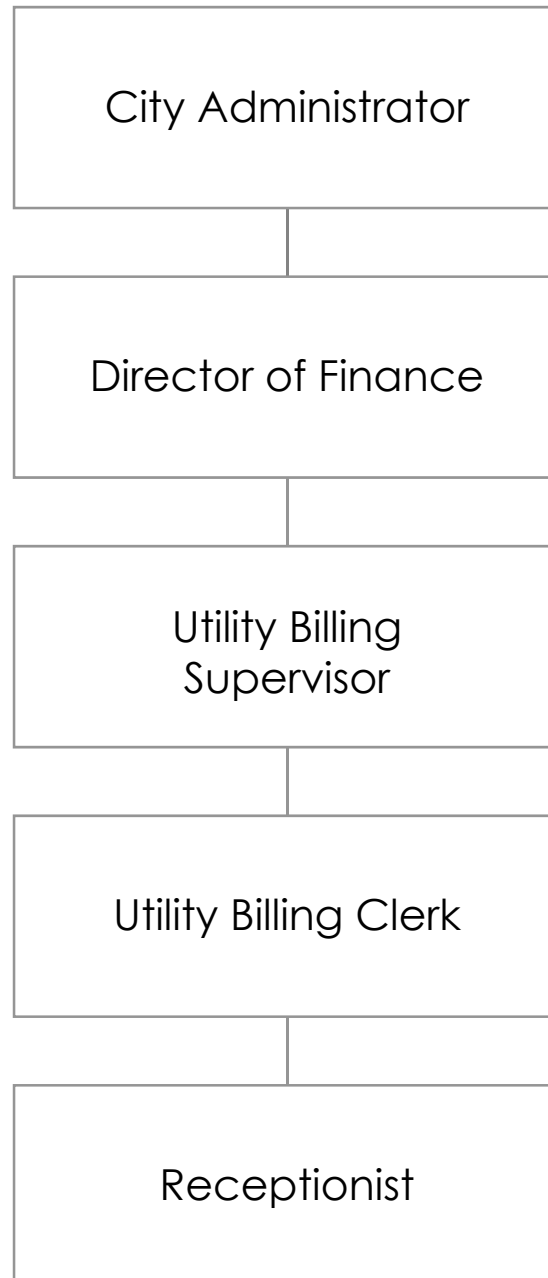 City Administrator
Director of Finance
Utility Billing
Supervisor
Utility Billing Clerk
Receptionist